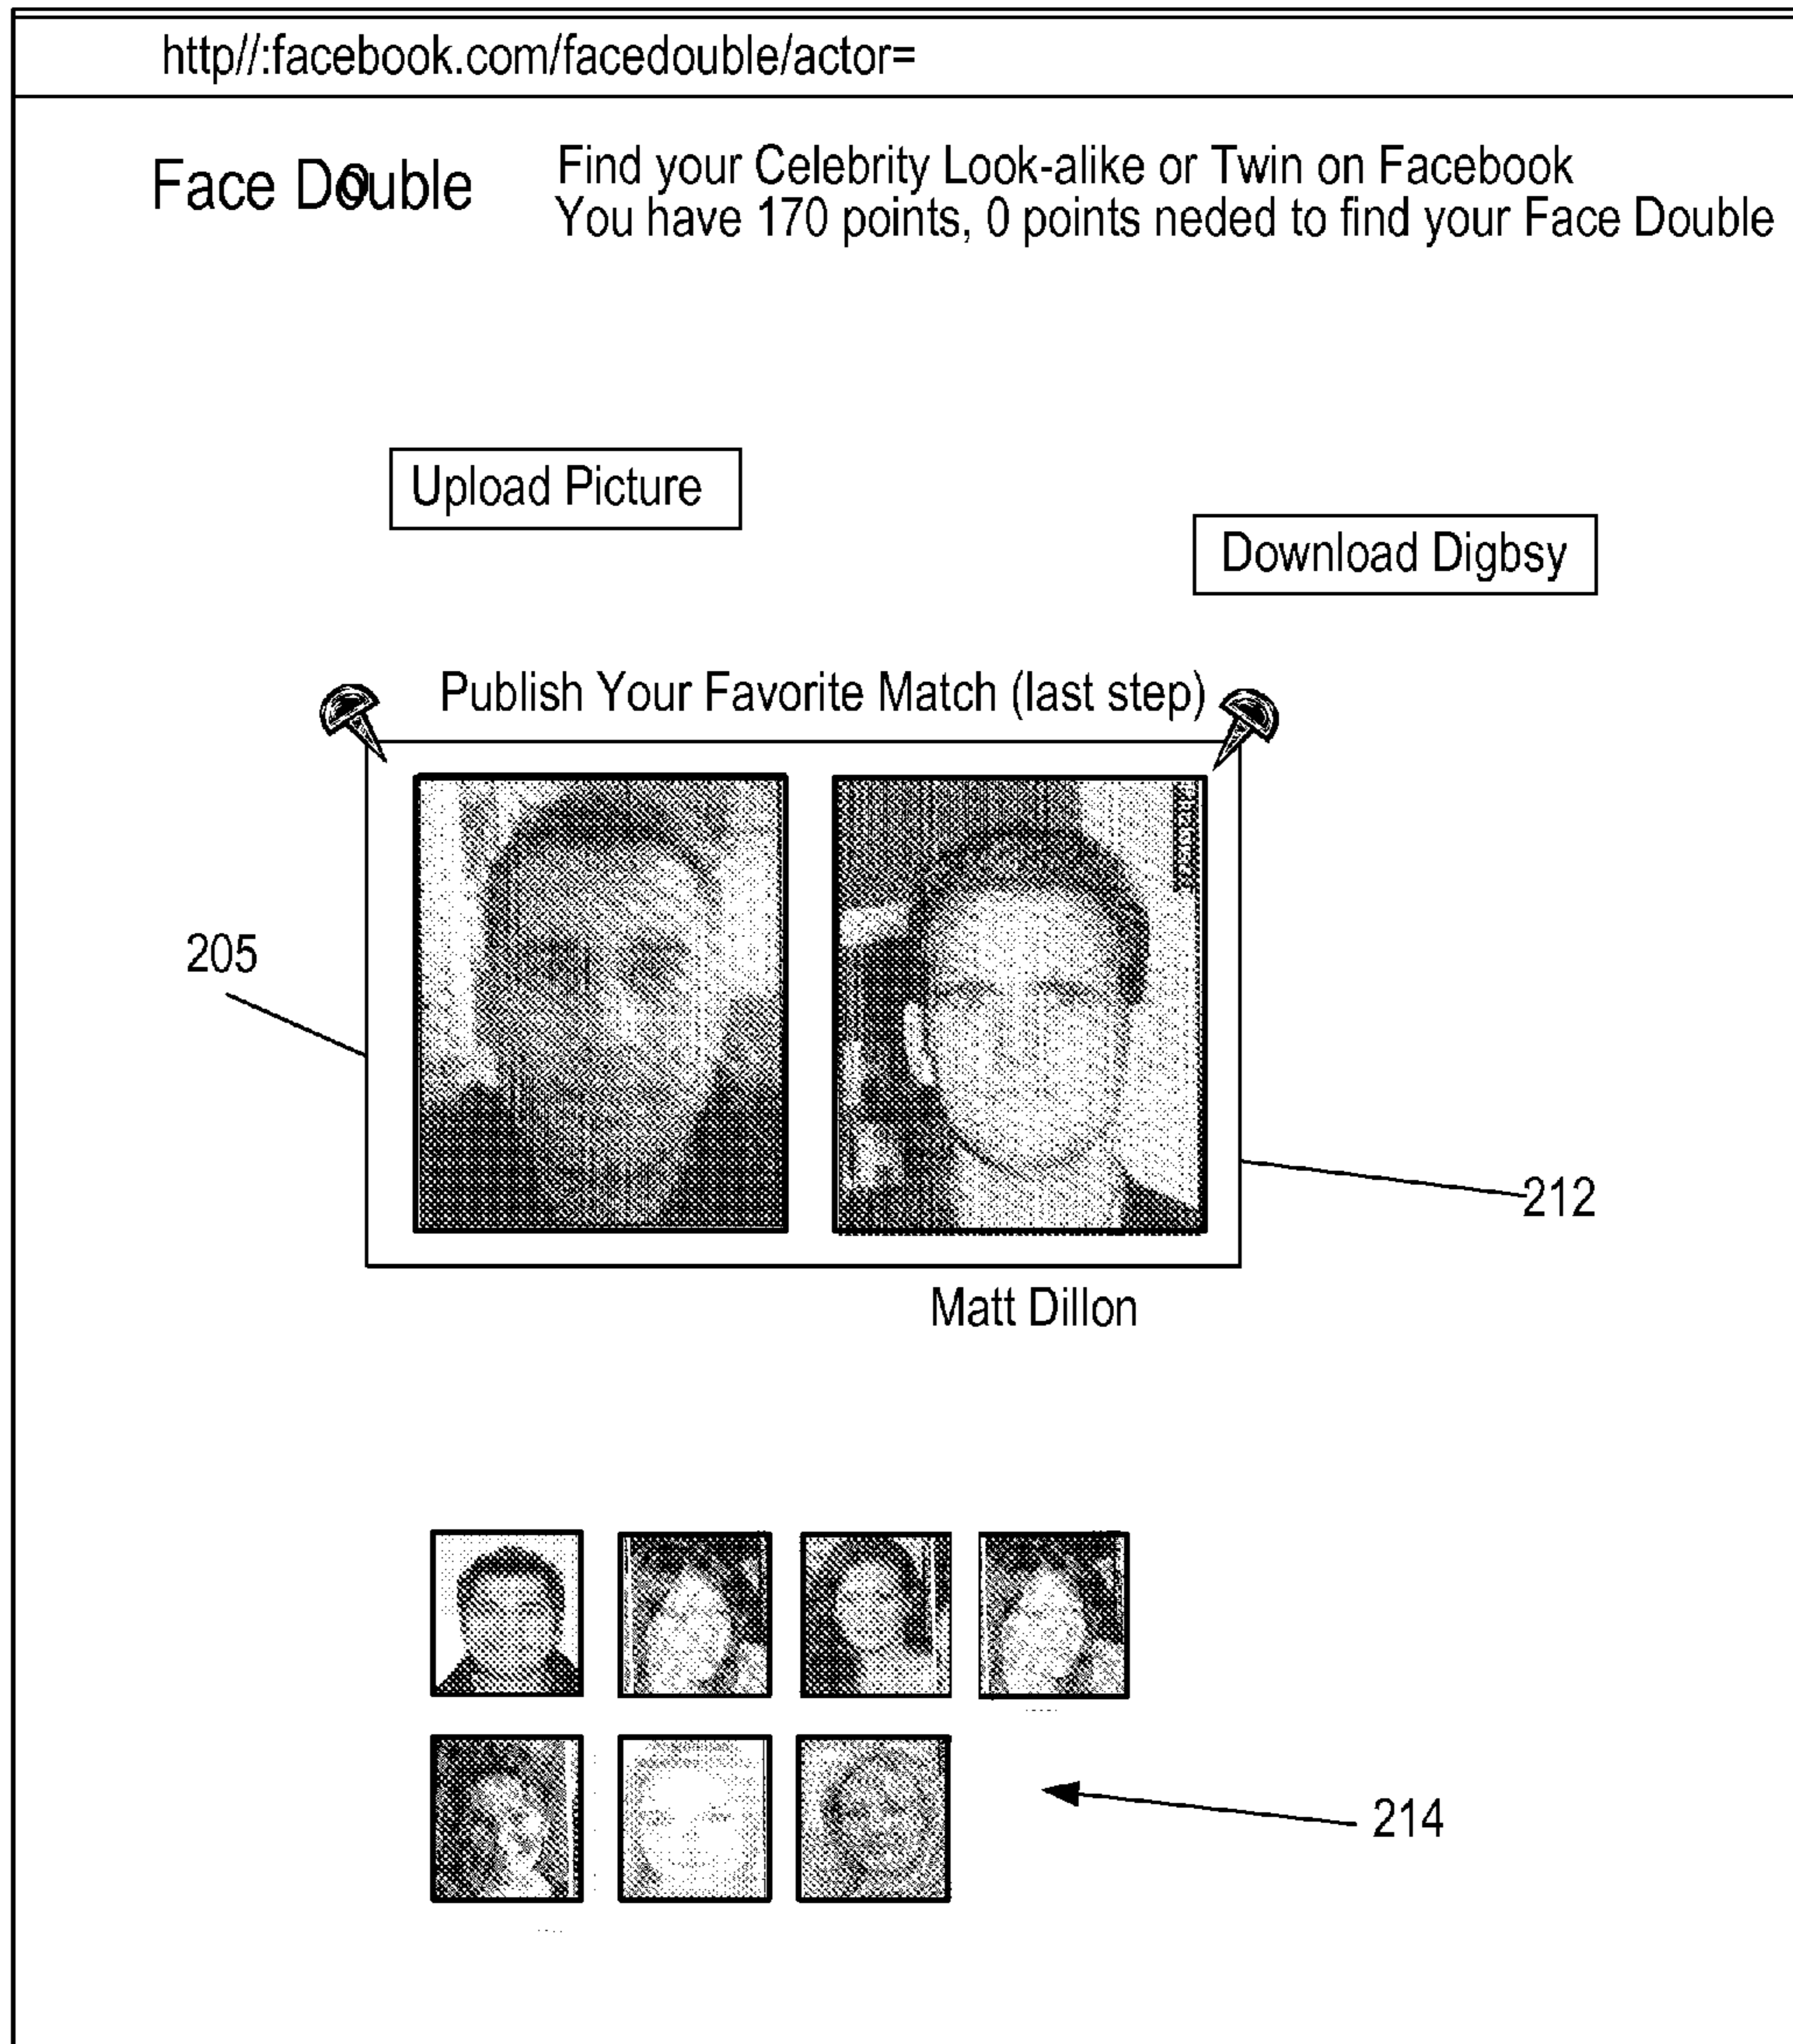 http//:facebook.com/facedouble/actor=
Face Double
Find your Celebrity Look-alike or Twin on Facebook
You have 170 points, 0 points neded to find your Face Double
Upload Picture
Download Digbsy
Publish Your Favorite Match (last step)
205
212
Matt Dillon
214